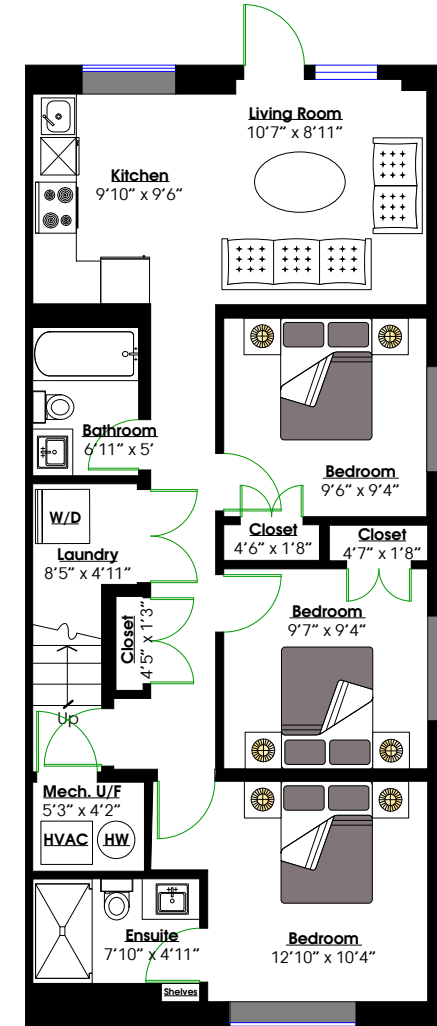 Living Room
10'7" x 8'11"
Kitchen
9'10" x 9'6"
Bathroom
6'11" x 5'
Bedroom
9'6" x 9'4"
W/D
Laundry
8'5" x 4'11"
Closet
4'6" x 1'8"
Closet
4'7" x 1'8"
Closet
4'5" x 1'3"
Bedroom
9'7" x 9'4"
Up
Mech. U/F
5'3" x 4'2"
HVAC
HW
Ensuite
7'10" x 4'11"
Bedroom
12'10" x 10'4"
Shelves